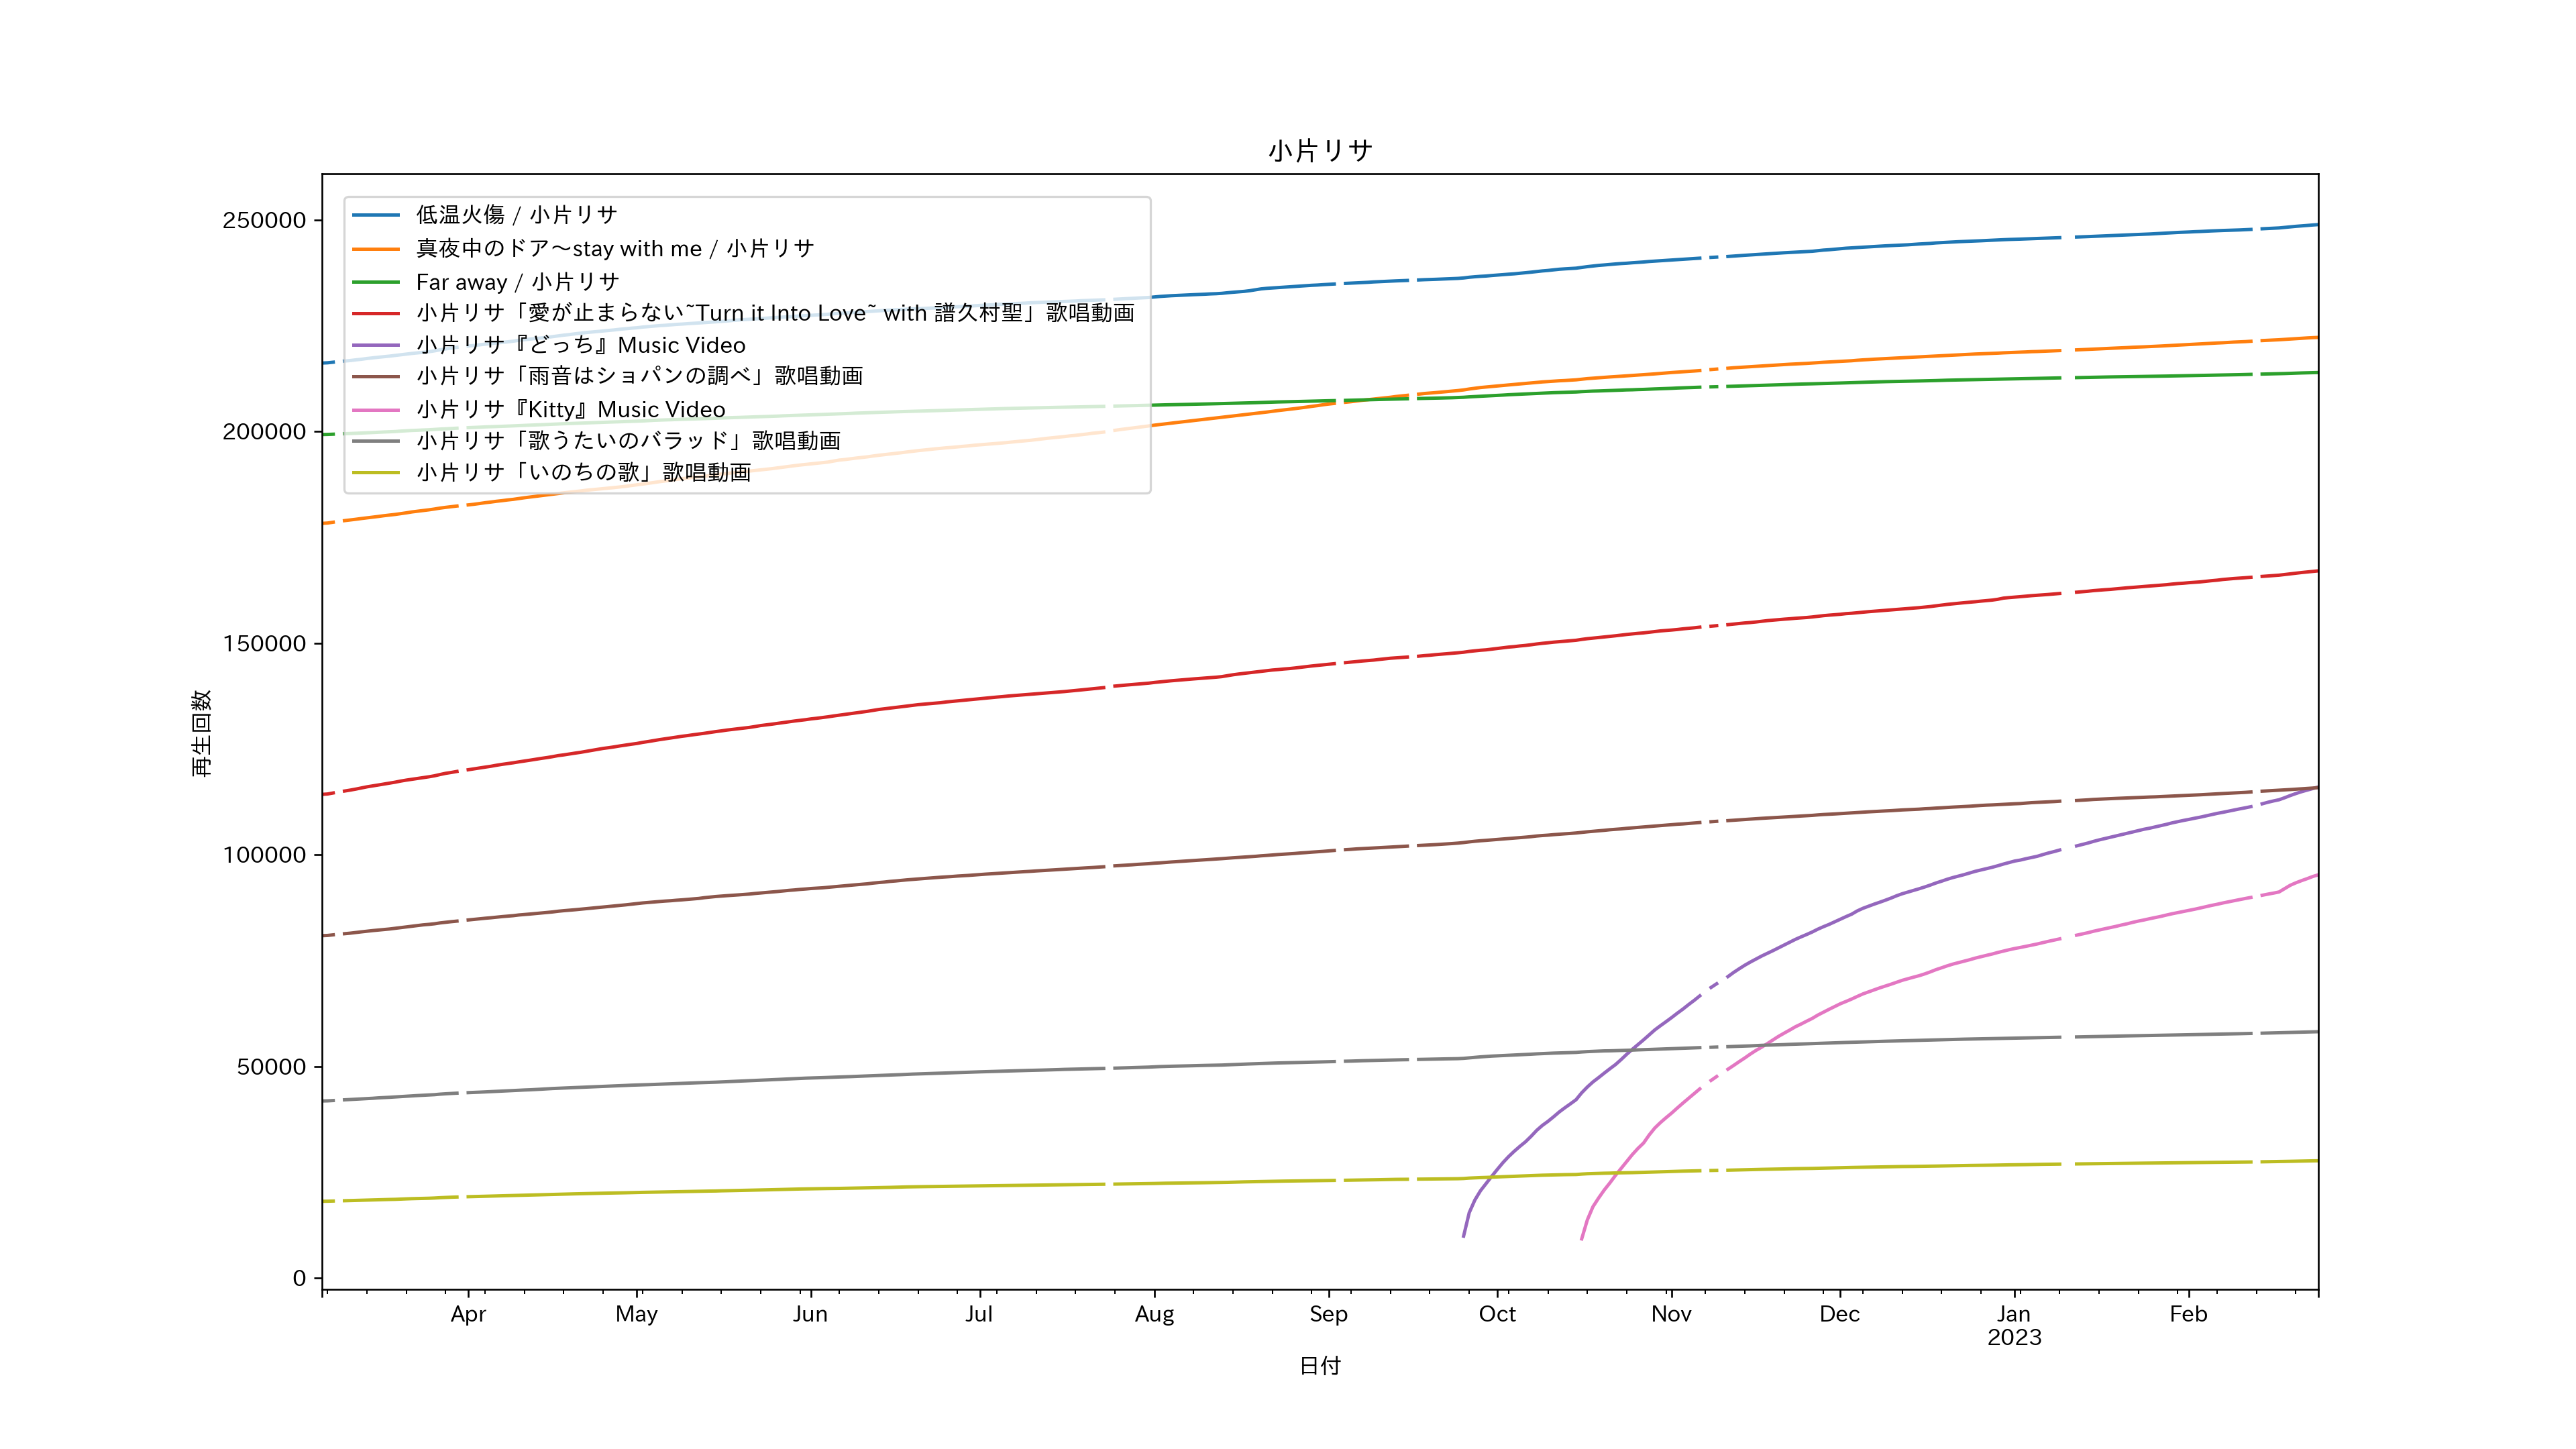 小片リサ
250000
200000
150000
100000
50000
0
再生回数
低温火傷 / 小片リサ
真夜中のドア〜stay with me / 小片リサ
Far away / 小片リサ
小片リサ「愛が止まらない~Turn it Into Love~ with 譜久村聖」歌唱動画
小片リサ『どっち』Music Video
小片リサ「雨音はショパンの調べ」歌唱動画
小片リサ『Kitty』Music Video
小片リサ「歌うたいのバラッド」歌唱動画
小片リサ「いのちの歌」歌唱動画
Apr May Jun Jul Aug Sep Oct Nov Dec Jan Feb
2023
日付